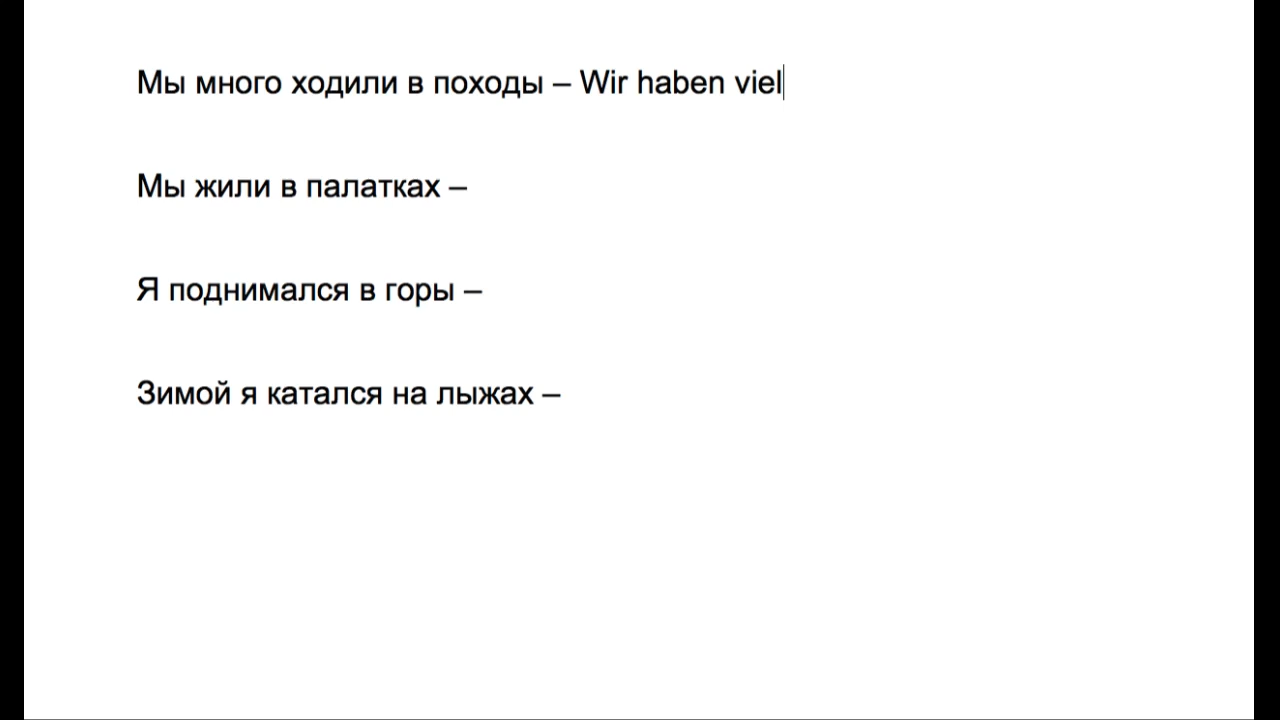 Мы много ходили в походы – Wir haben viel
Мы жили в палатках –
Я поднимался в горы –
Зимой я катался на лыжах –